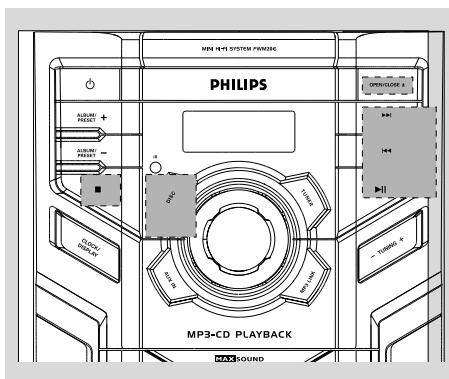 MINI HI-FI SYSTEM FWM206
PHILIPS
OPEN/CLOSE
ALBUM/
PRESET +
ALBUM/
PRESET −
iR
DISC
TUNER
CLOCK/
DISPLAY
− TUNING +
AUX IN
MP3 LINK
MP3-CD PLAYBACK
MAX SOUND